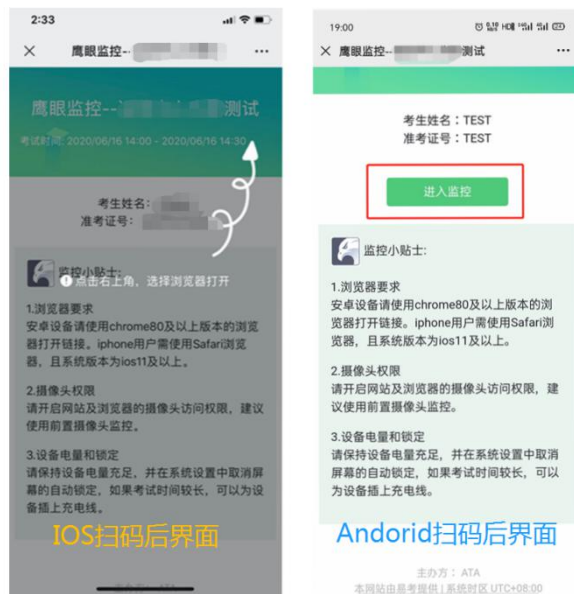 2:33
鹰眼监控--
鹰眼监控--
测试
考试时间: 2020/06/16 14:00 - 2020/06/16 14:30
考生姓名:
准考证号:
监控小贴士:
点击右上角，选择浏览器打开
1.浏览器要求
安卓设备请使用chrome80及以上版本的浏览
器打开链接。iphone用户需使用Safari浏览
器，且系统版本为ios11及以上。
2.摄像头权限
请开启网站及浏览器的摄像头访问权限，建议
使用前置摄像头监控。
3.设备电量和锁定
请保持设备电量充足，并在系统设置中取消屏
幕的自动锁定，如果考试时间较长，可以为设
备插上充电线。
IOS扫码后界面
主办方： ATA
19:00
鹰眼监控--
测试
考生姓名：TEST
准考证号：TEST
进入监控
监控小贴士:
1.浏览器要求
安卓设备请使用chrome80及以上版本的浏
览器打开链接。iphone用户需使用Safari浏
览器，且系统版本为ios11及以上。
2.摄像头权限
请开启网站及浏览器的摄像头访问权限，建
议使用前置摄像头监控。
3.设备电量和锁定
请保持设备电量充足，并在系统设置中取消
屏幕的自动锁定，如果考试时间较长，可以
为设备插上充电线。
Andorid扫码后界面
主办方： ATA
本网站由易考提供 | 系统时区 UTC+08:00